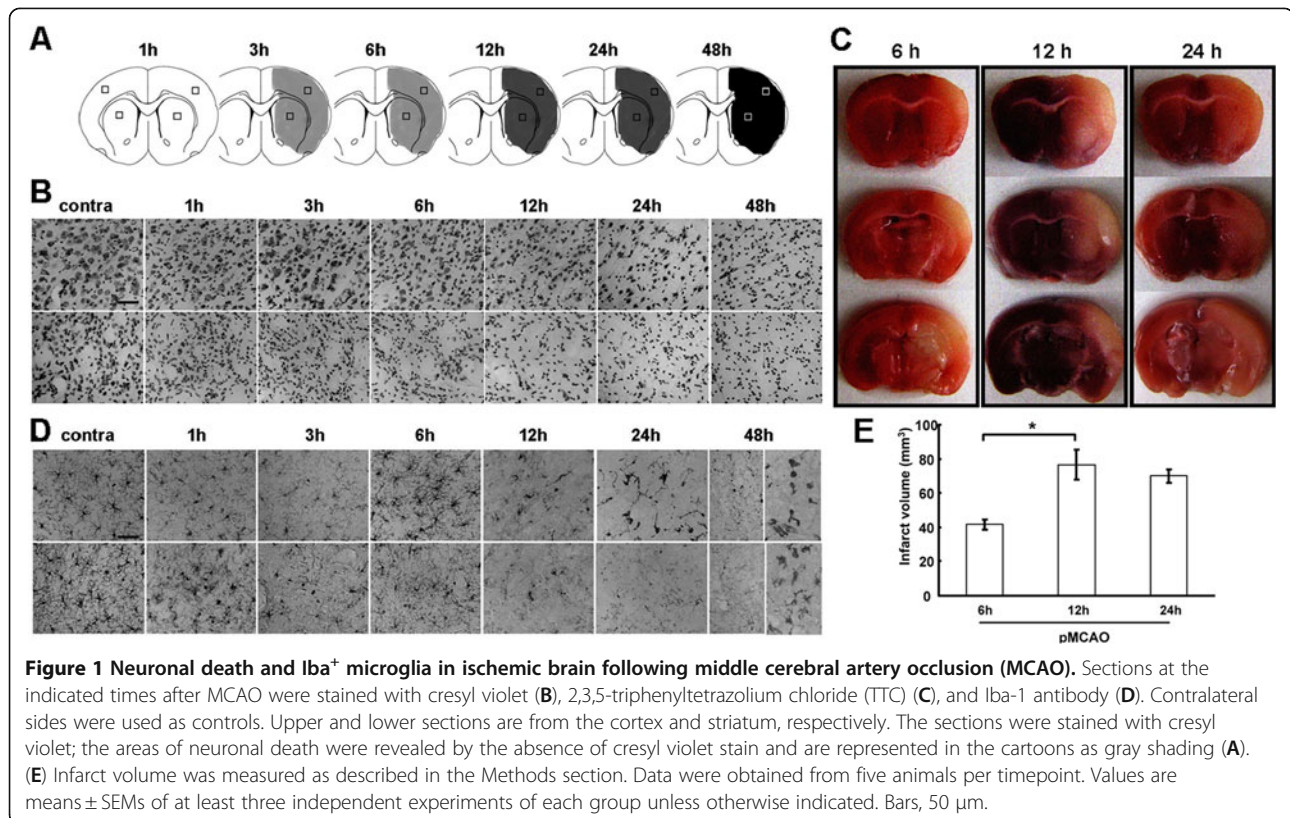 A
1h 3h 6h 12h 24h 48h
B
contra 1h 3h 6h 12h 24h 48h
C
6 h 12 h 24 h
D
contra 1h 3h 6h 12h 24h 48h
E
Infarct volume (mm³)
100
80
60
40
20
0
*
6h 12h 24h
pMCAO
Figure 1 Neuronal death and Iba⁺ microglia in ischemic brain following middle cerebral artery occlusion (MCAO). Sections at the
indicated times after MCAO were stained with cresyl violet (B), 2,3,5-triphenyltetrazolium chloride (TTC) (C), and Iba-1 antibody (D). Contralateral
sides were used as controls. Upper and lower sections are from the cortex and striatum, respectively. The sections were stained with cresyl
violet; the areas of neuronal death were revealed by the absence of cresyl violet stain and are represented in the cartoons as gray shading (A).
(E) Infarct volume was measured as described in the Methods section. Data were obtained from five animals per timepoint. Values are
means ± SEMs of at least three independent experiments of each group unless otherwise indicated. Bars, 50 μm.